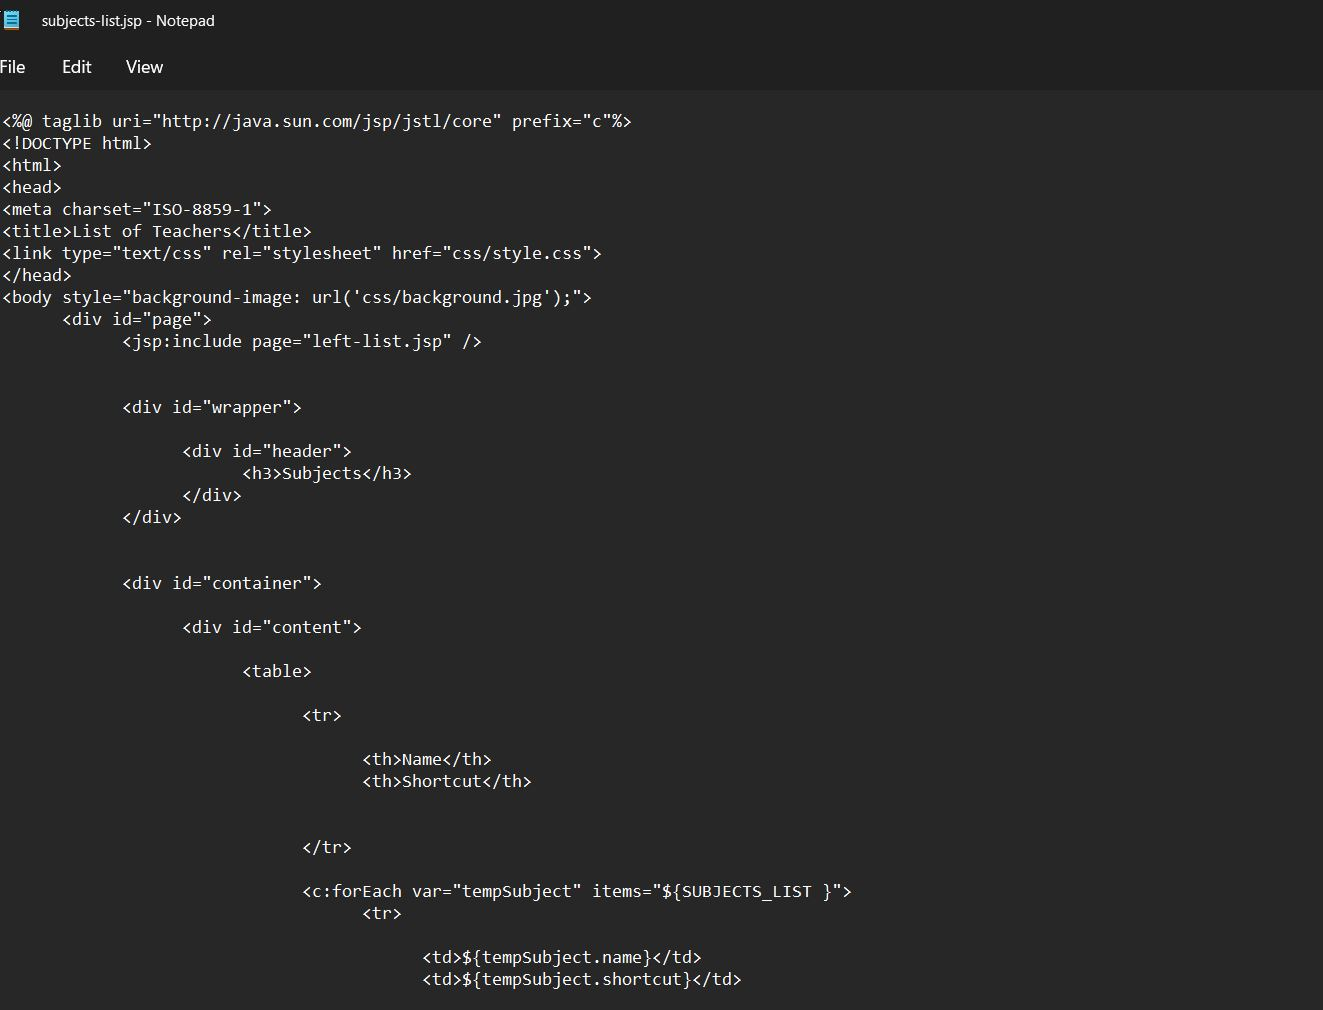 subjects-list.jsp - Notepad
File Edit View
<%@ taglib uri="http://java.sun.com/jsp/jstl/core" prefix="c"%>
<!DOCTYPE html>
<html>
<head>
<meta charset="ISO-8859-1">
<title>List of Teachers</title>
<link type="text/css" rel="stylesheet" href="css/style.css">
</head>
<body style="background-image: url('css/background.jpg');">
<div id="page">
<jsp:include page="left-list.jsp" />
<div id="wrapper">
<div id="header">
<h3>Subjects</h3>
</div>
</div>
<div id="container">
<div id="content">
<table>
<tr>
<th>Name</th>
<th>Shortcut</th>
</tr>
<c:forEach var="tempSubject" items="${SUBJECTS_LIST }">
<tr>
<td>${tempSubject.name}</td>
<td>${tempSubject.shortcut}</td>